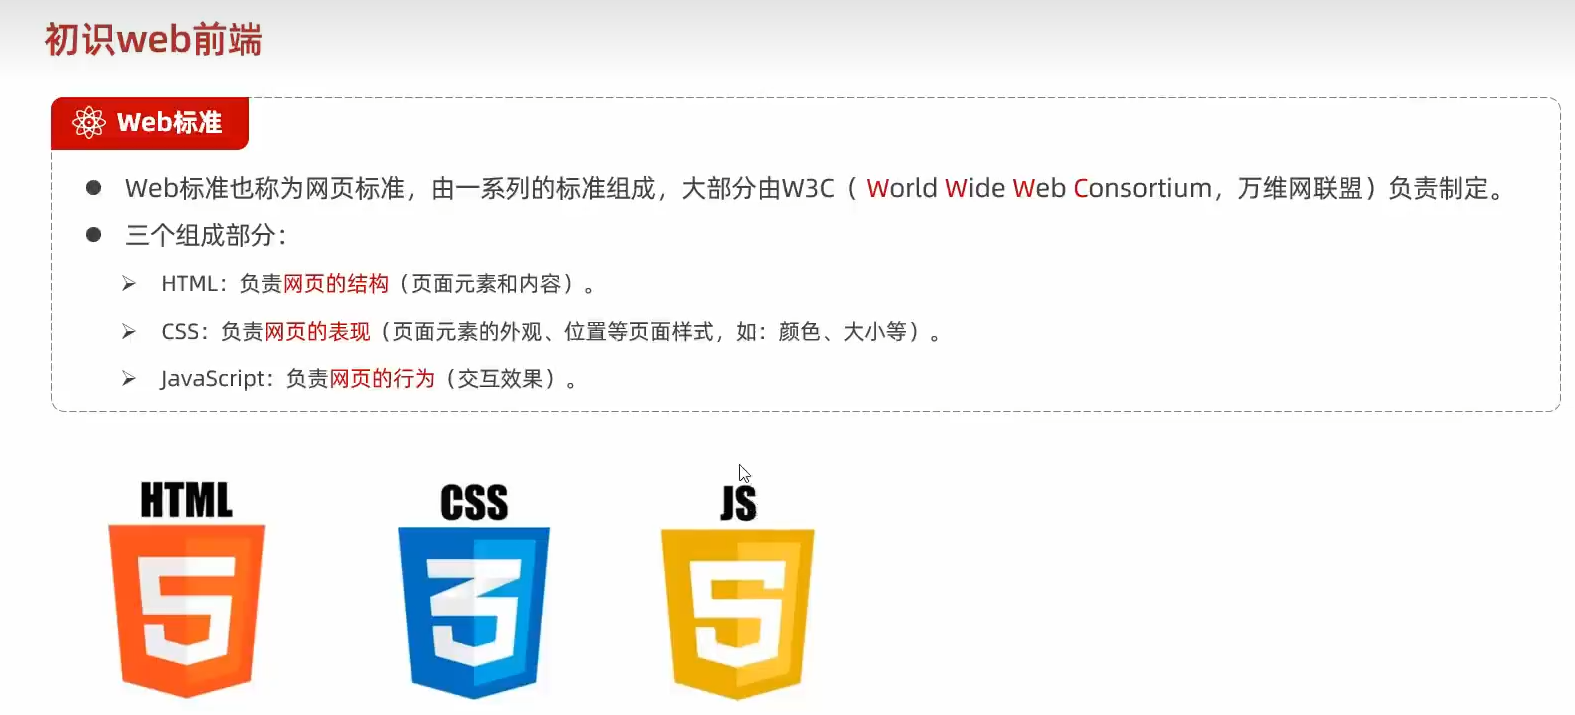 初识web前端
Web标准
Web标准也称为网页标准，由一系列的标准组成，大部分由W3C（ World Wide Web Consortium，万维网联盟）负责制定。
三个组成部分：
HTML：负责网页的结构（页面元素和内容）。
CSS：负责网页的表现（页面元素的外观、位置等页面样式，如：颜色、大小等）。
JavaScript：负责网页的行为（交互效果）。
HTML CSS JS
5 3 5